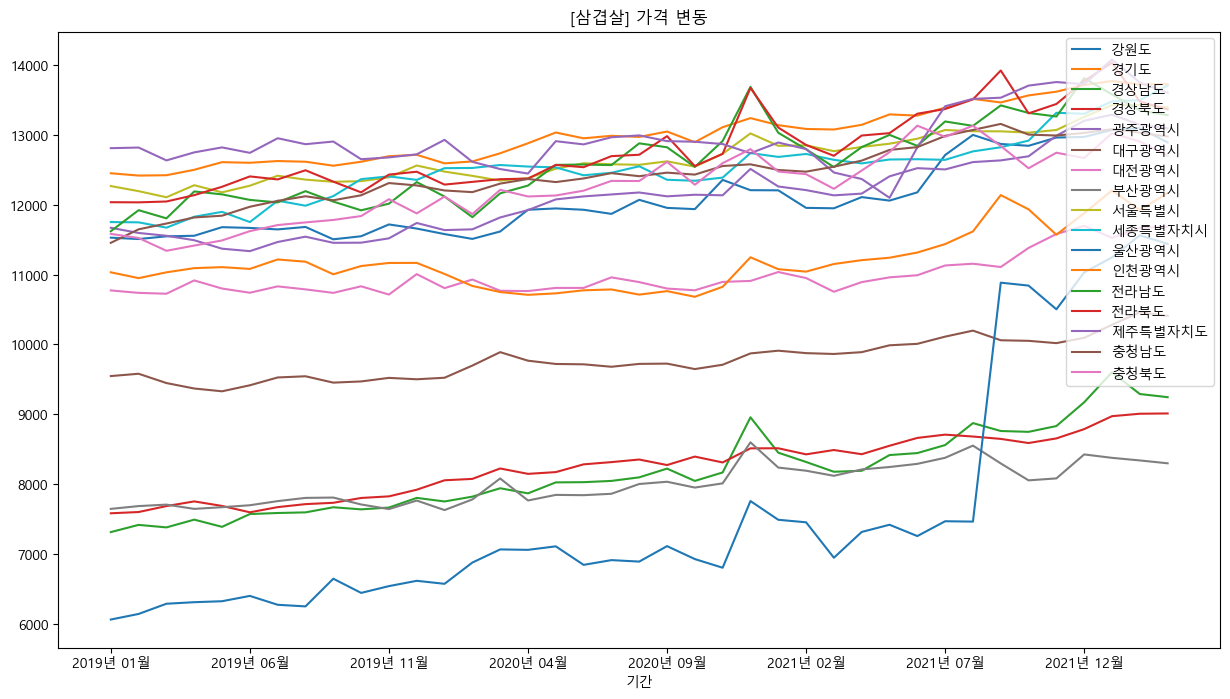 [삼겹살] 가격 변동
14000
13000
12000
11000
10000
9000
8000
7000
6000
강원도
경기도
경상남도
경상북도
광주광역시
대구광역시
대전광역시
부산광역시
서울특별시
세종특별자치시
울산광역시
인천광역시
전라남도
전라북도
제주특별자치도
충청남도
충청북도
2019년 01월 2019년 06월 2019년 11월 2020년 04월 2020년 09월 2021년 02월 2021년 07월 2021년 12월
기간